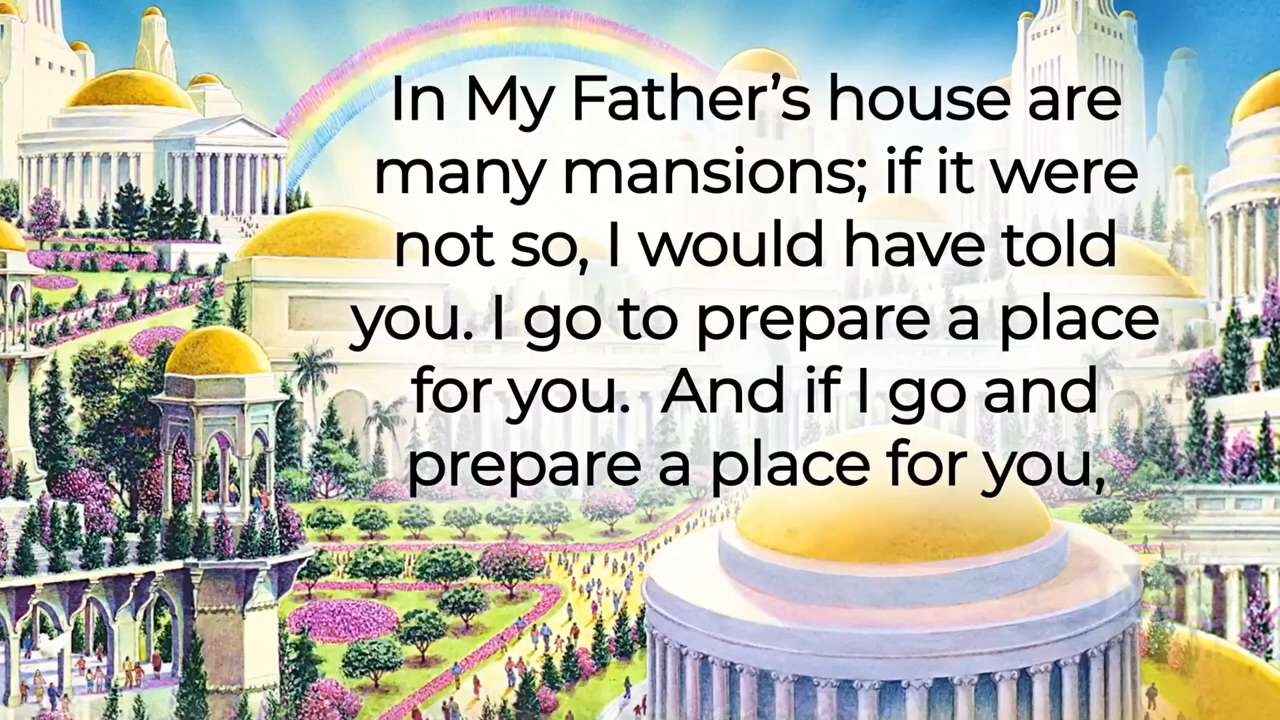 In My Father’s house are
many mansions; if it were
not so, I would have told
you. I go to prepare a place
for you.  And if I go and
prepare a place for you,